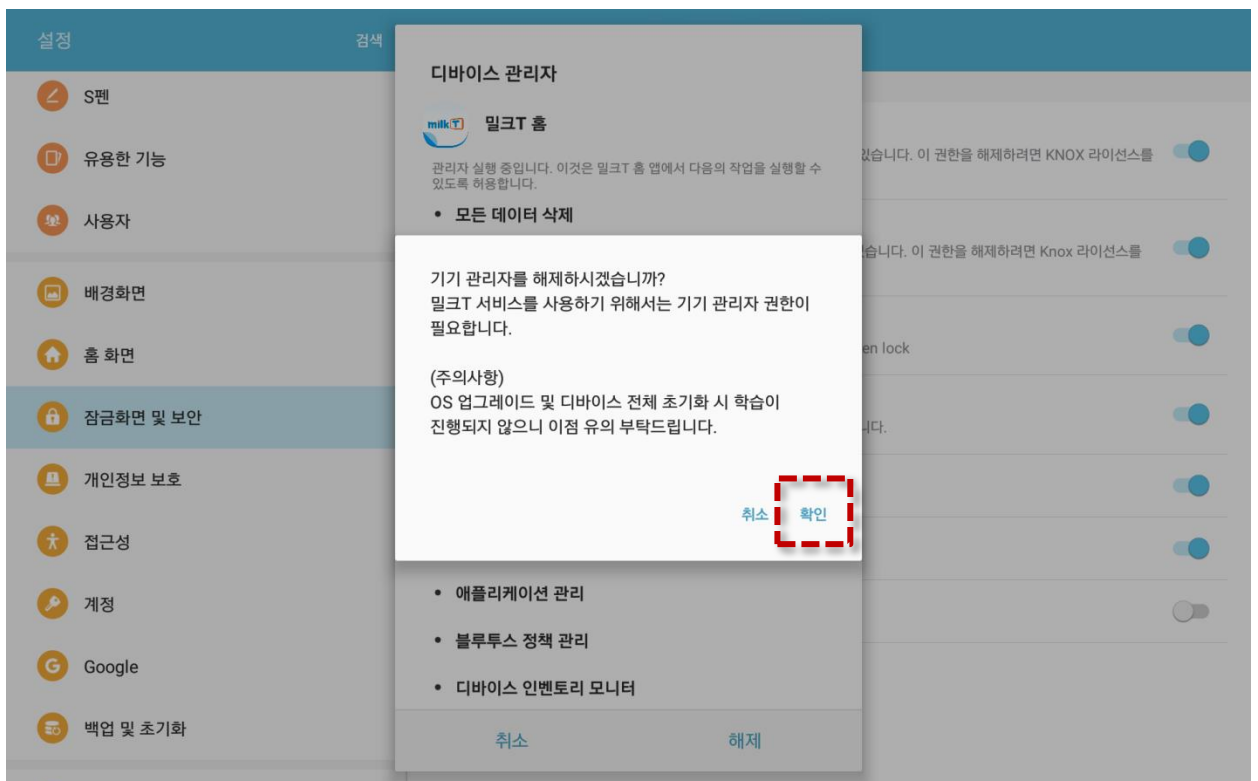 설정
검색
S펜
유용한 기능
사용자
배경화면
홈 화면
잠금화면 및 보안
개인정보 보호
접근성
계정
Google
백업 및 초기화
디바이스 관리자
milk T
밀크T 홈
관리자 실행 중입니다. 이것은 밀크T 홈 앱에서 다음의 작업을 실행할 수
있도록 허용합니다.
• 모든 데이터 삭제
기기 관리자를 해제하시겠습니까?
밀크T 서비스를 사용하기 위해서는 기기 관리자 권한이
필요합니다.
(주의사항)
OS 업그레이드 및 디바이스 전체 초기화 시 학습이
진행되지 않으니 이점 유의 부탁드립니다.
취소
확인
• 애플리케이션 관리
• 블루투스 정책 관리
• 디바이스 인벤토리 모니터
취소
해제
있습니다. 이 권한을 해제하려면 KNOX 라이선스를
습니다. 이 권한을 해제하려면 Knox 라이선스를
en lock
니다.